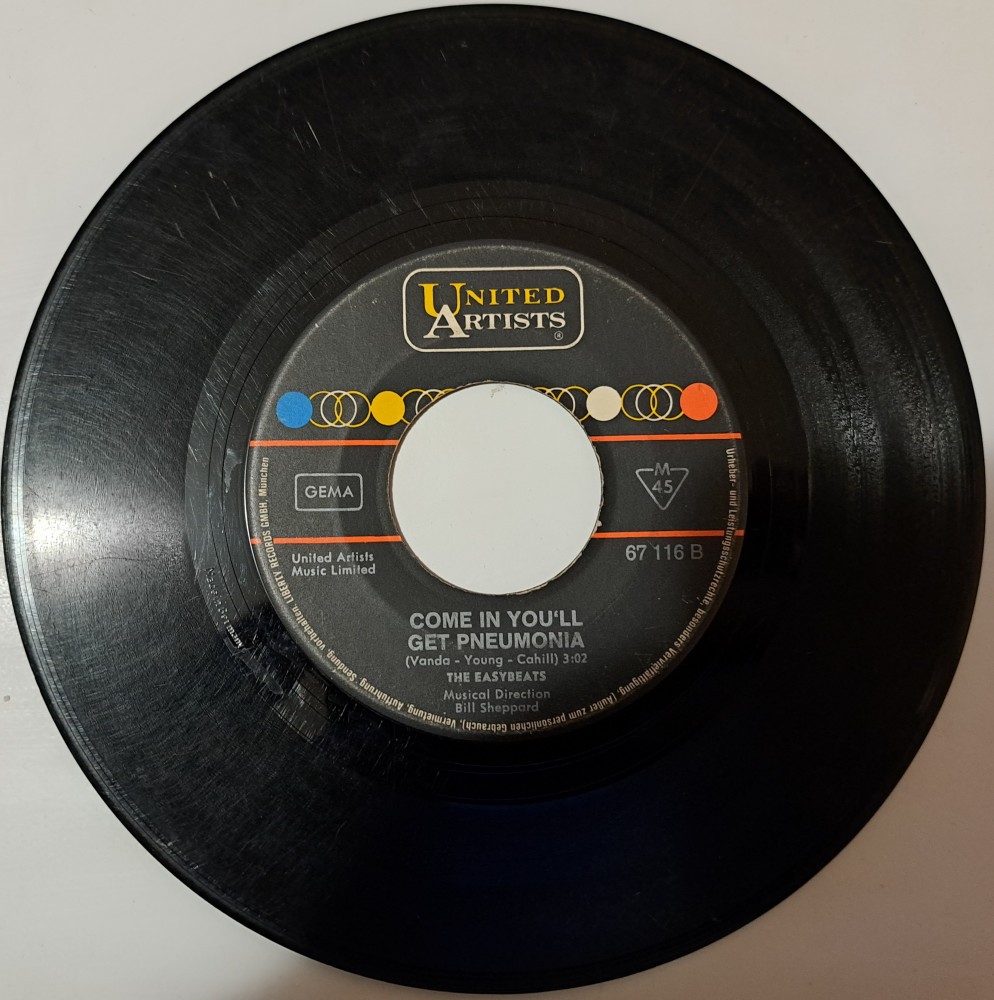 UNITED
ARTISTS
®
GEMA
M
45
United Artists
Music Limited
67 116 B
COME IN YOU'LL
GET PNEUMONIA
(Vanda - Young - Cahill) 3:02
THE EASYBEATS
Musical Direction
Bill Sheppard
Urheber- und Leistungsschutzrechte, besonders Vervielfältigung, (Außer zum persönlichen Gebrauch), Vermietung, Aufführung, Sendung, vorbehalten. LIBERTY RECORDS GMBH, München